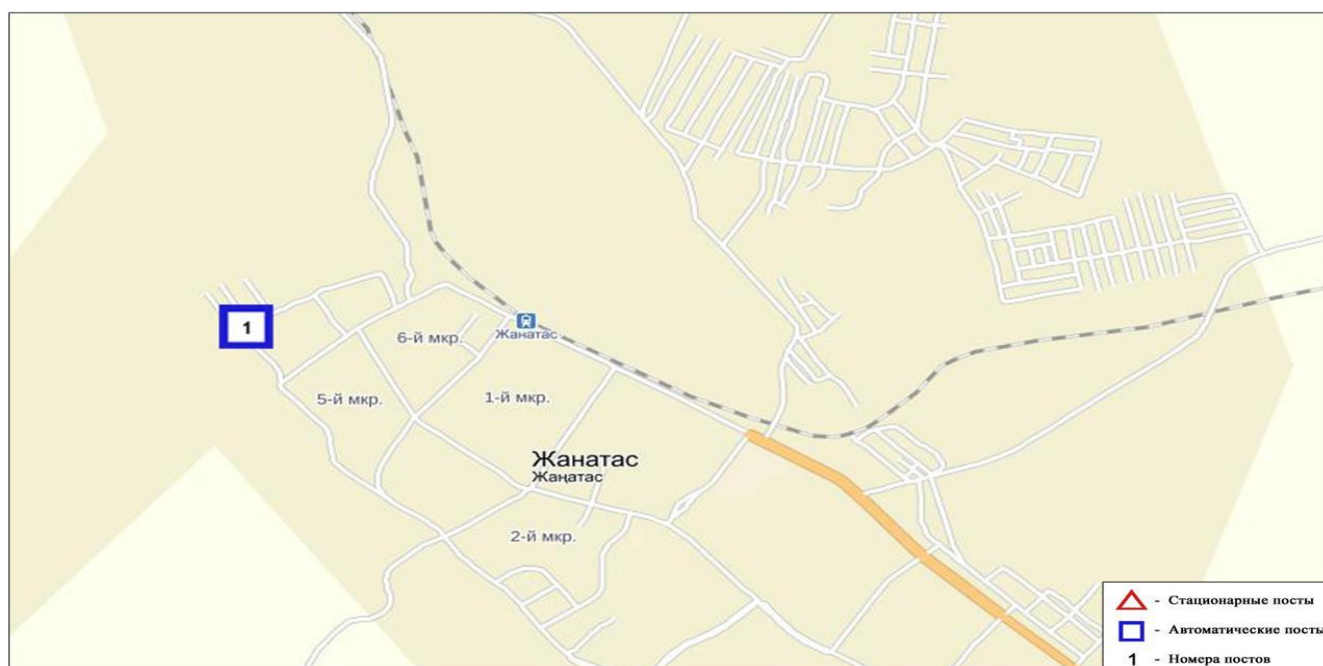 1
6-й мкр.
Жанатас
5-й мкр.
1-й мкр.
Жанатас
Жаңатас
2-й мкр.
- Стационарные посты
- Автоматические посты
1 - Номера постов